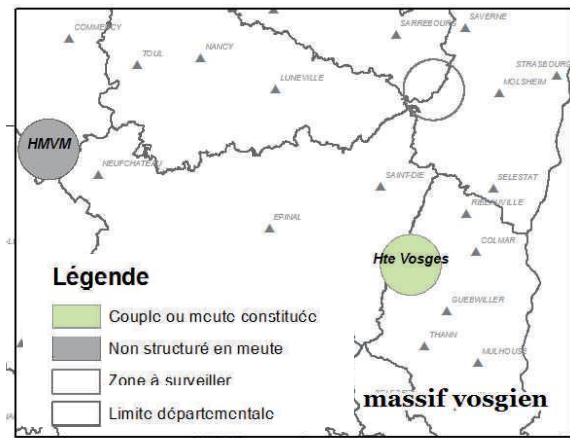 COMMERCY
SARREBOURG
SAVERNE
TOUL
NANCY
STRASBOURG
LUNEVILLE
MOLSHEIM
HMVM
NEUFCHATEAU
SAINT-DIE
SELESTAT
RIBEAUVILLE
EPINAL
COLMAR
Hte Vosges
Légende
Couple ou meute constituée
GUEBWILLER
Non structuré en meute
THANN
MULHOUSE
Zone à surveiller
massif vosgien
Limite départementale